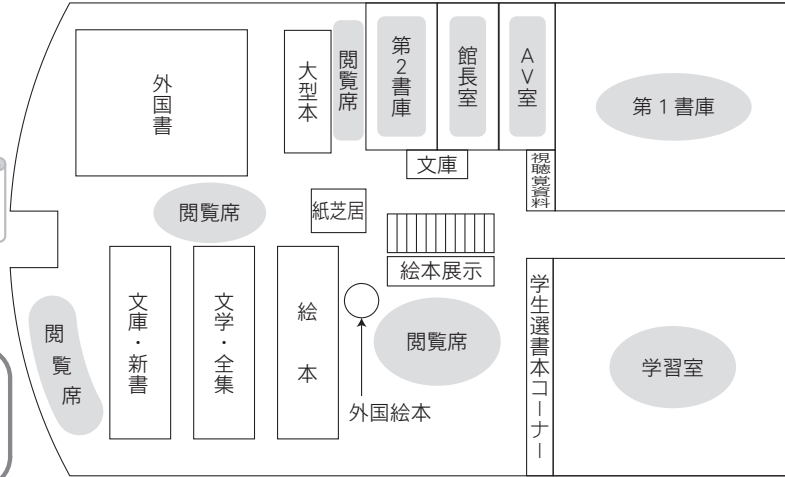 外国書
大型本
閲覧席
第2書庫
館長室
AV室
第1書庫
文庫
視聴覚資料
閲覧席
紙芝居
絵本展示
閲覧席
文庫・新書
文学・全集
絵本
閲覧席
外国絵本
学生選書本コーナー
学習室